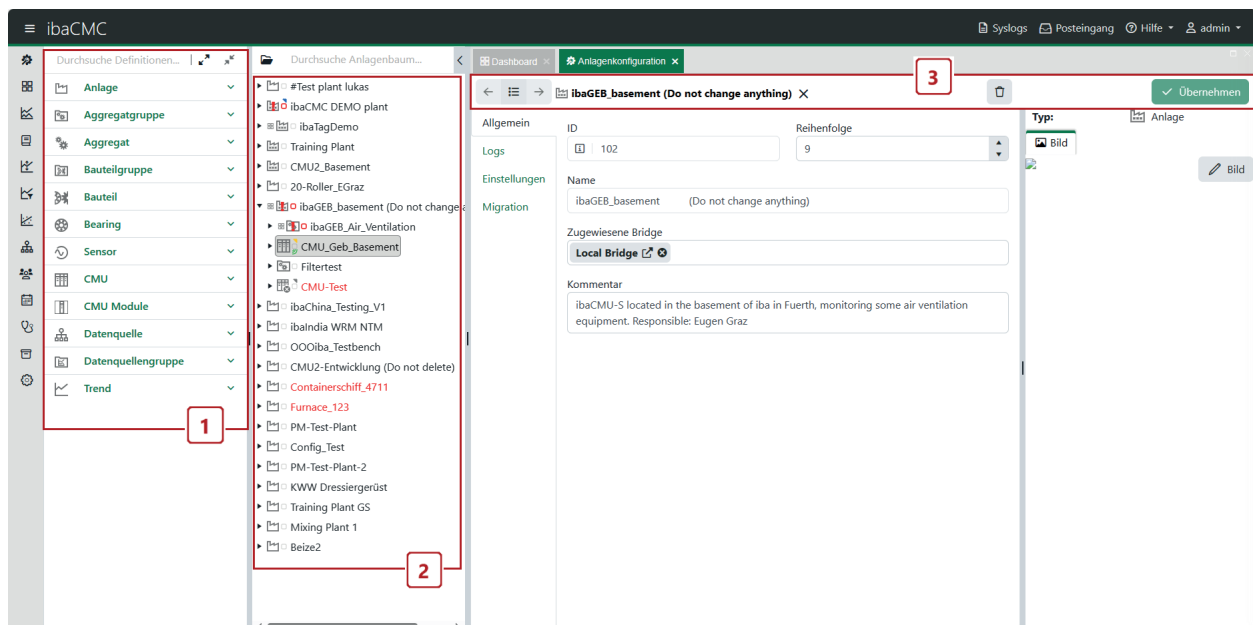 ibaCMC
Syslogs Posteingang Hilfe admin
Durchsuche Definitionen...
Anlage
Aggregatgruppe
Aggregat
Bauteilgruppe
Bauteil
Bearing
Sensor
CMU
CMU Module
Datenquelle
Datenquellengruppe
Trend
1
Durchsuche Anlagenbaum...
#Test plant lukas
ibaCMC DEMO plant
ibaTagDemo
Training Plant
CMU2_Basement
20-Roller_EGraz
ibaGEB_basement (Do not change a
ibaGEB_Air_Ventilation
CMU_Geb_Basement
Filtertest
CMU-Test
ibaChina_Testing_V1
ibaIndia WRM NTM
OOOiba_Testbench
CMU2-Entwicklung (Do not delete)
Containerschiff_4711
Furnace_123
PM-Test-Plant
Config_Test
PM-Test-Plant-2
KWW Dressiergerüst
Training Plant GS
Mixing Plant 1
Beize2
2
Dashboard × Anlagenkonfiguration ×
3
ibaGEB_basement (Do not change anything)
Übernehmen
Allgemein
Logs
Einstellungen
Migration
ID
102
Reihenfolge
9
Name
ibaGEB_basement (Do not change anything)
Zugewiesene Bridge
Local Bridge
Kommentar
ibaCMU-S located in the basement of iba in Fuerth, monitoring some air ventilation
equipment. Responsible: Eugen Graz
Typ: Anlage
Bild
Bild